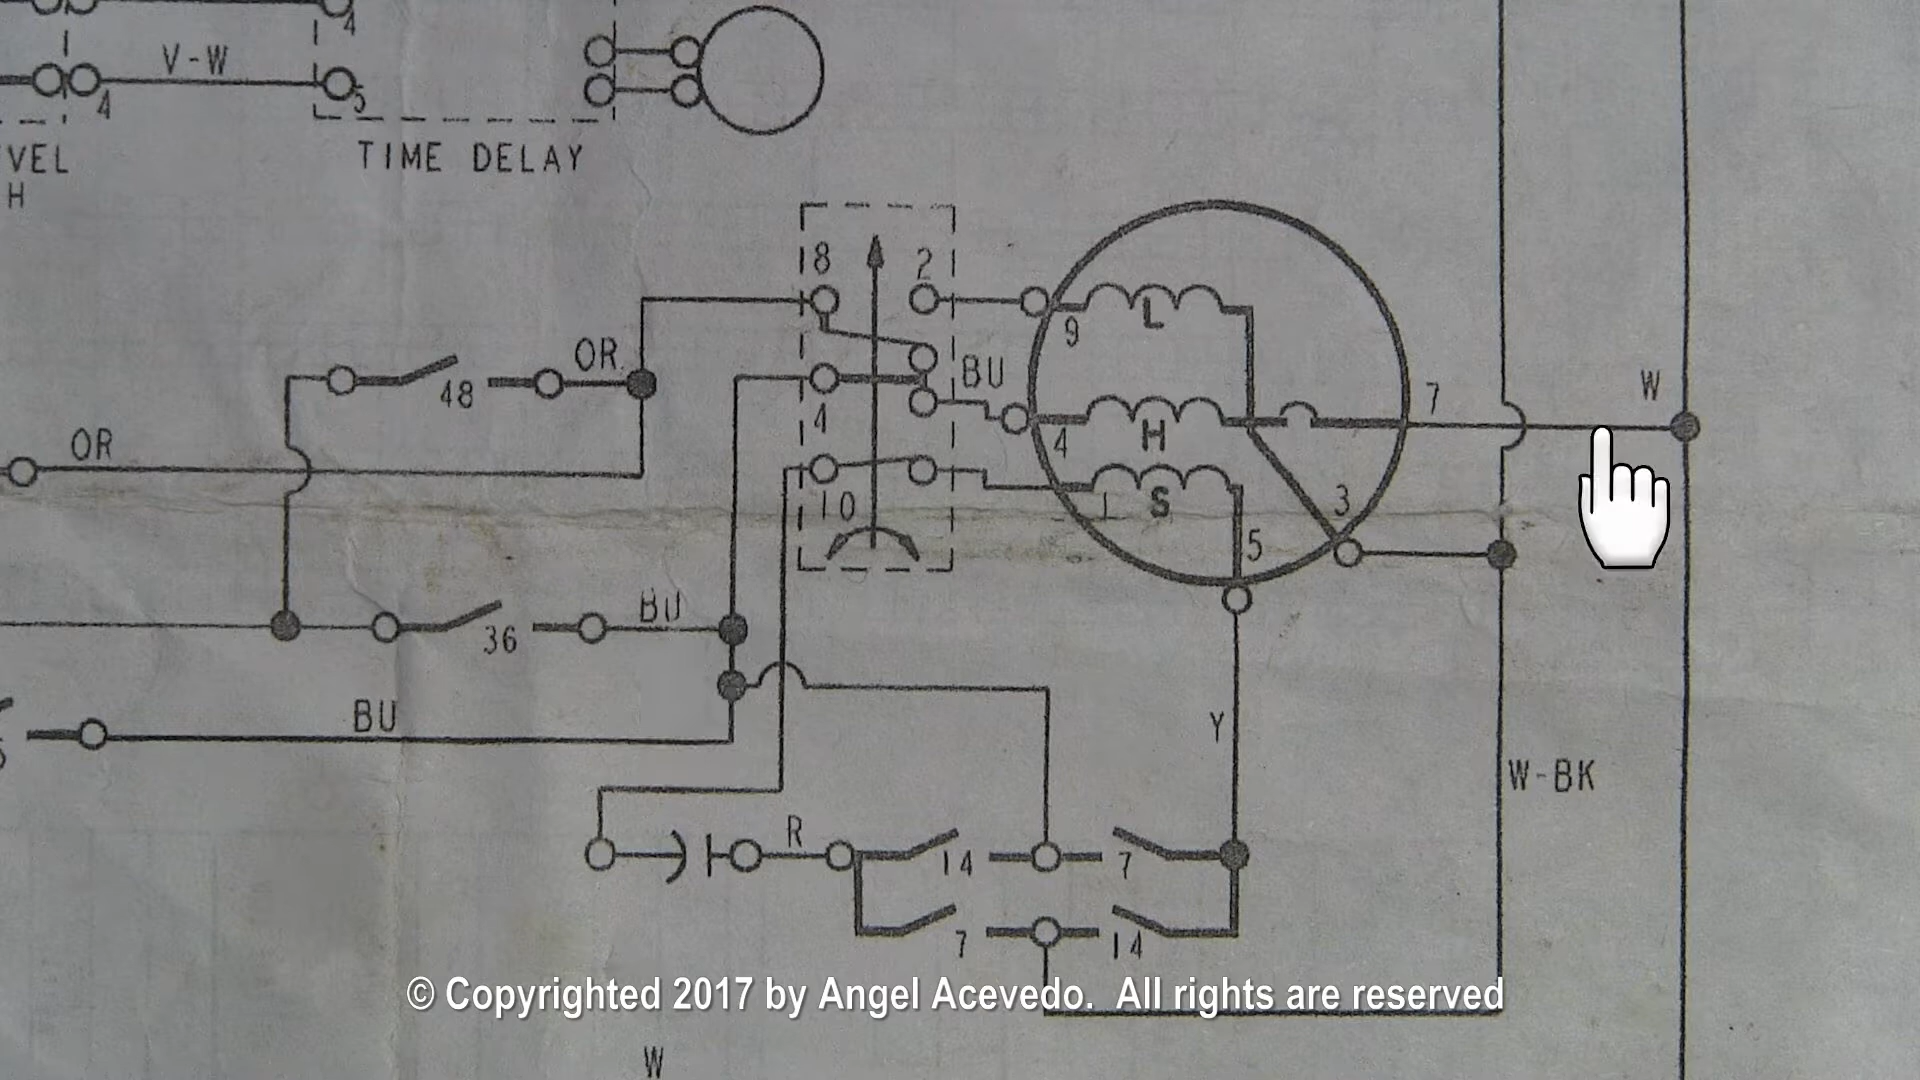 4
V-W
4
5
VEL
H
TIME DELAY
8
2
9
L
OR
48
BU
7
W
4
4
H
OR
10
1
S
3
5
36
BU
BU
Y
W-BK
R
14
7
7
14
© Copyrighted 2017 by Angel Acevedo. All rights are reserved
W